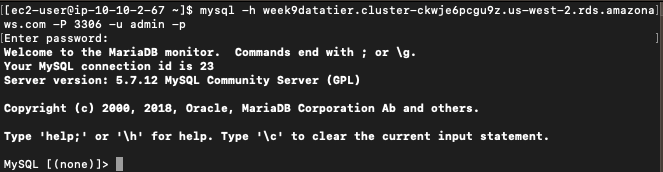 [[ec2-user@ip-10-10-2-67 ~]$ mysql -h week9datatier.cluster-ckwje6pcgu9z.us-west-2.rds.amazona]
ws.com -P 3306 -u admin -p
[Enter password:
Welcome to the MariaDB monitor.  Commands end with ; or \g.
Your MySQL connection id is 23
Server version: 5.7.12 MySQL Community Server (GPL)
Copyright (c) 2000, 2018, Oracle, MariaDB Corporation Ab and others.
Type 'help;' or '\h' for help. Type '\c' to clear the current input statement.
MySQL [(none)]>